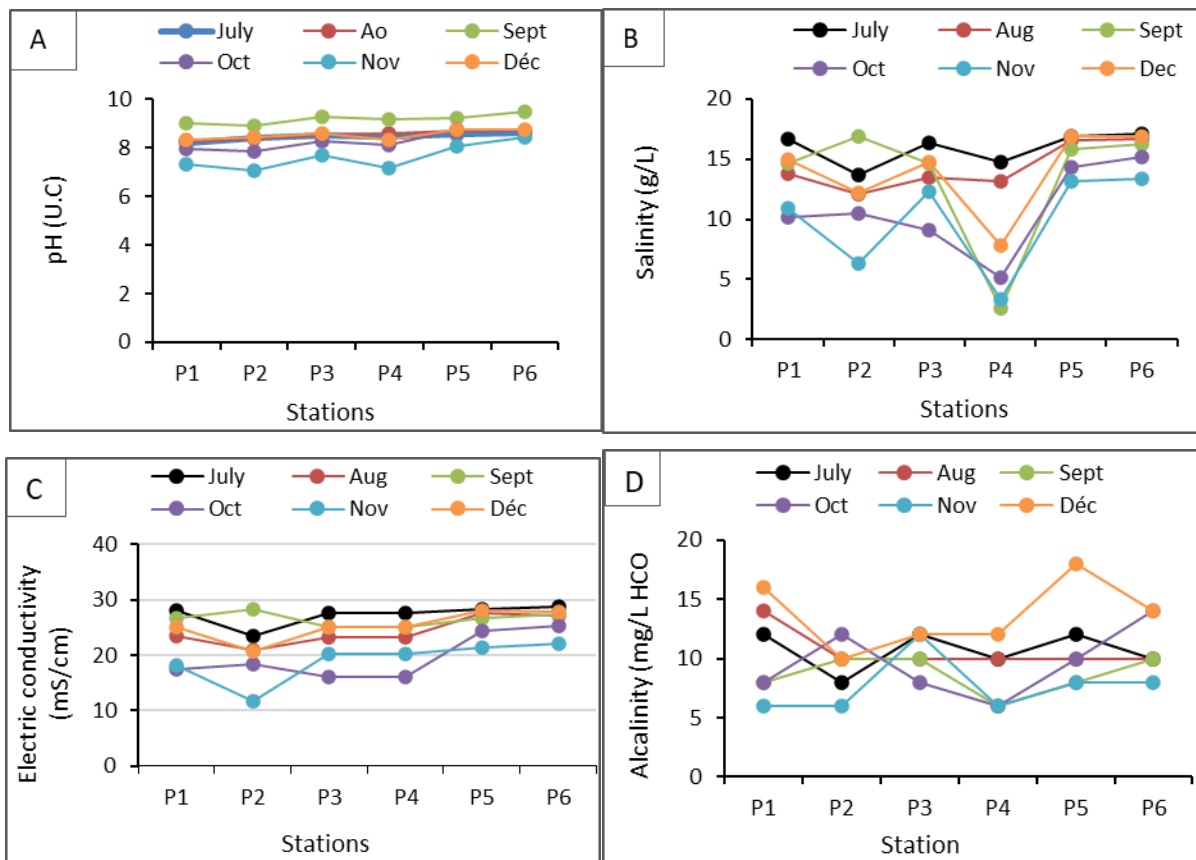 A
July Ao Sept
Oct Nov Déc
pH (U.C)
10
8
6
4
2
0
P1 P2 P3 P4 P5 P6
Stations
B
July Aug Sept
Oct Nov Dec
Salinity (g/L)
20
15
10
5
0
P1 P2 P3 P4 P5 P6
Stations
C
July Aug Sept
Oct Nov Déc
Electric conductivity
(mS/cm)
40
30
20
10
0
P1 P2 P3 P4 P5 P6
Stations
D
July Aug Sept
Oct Nov Déc
Alcalinity (mg/L HCO
20
15
10
5
0
P1 P2 P3 P4 P5 P6
Station